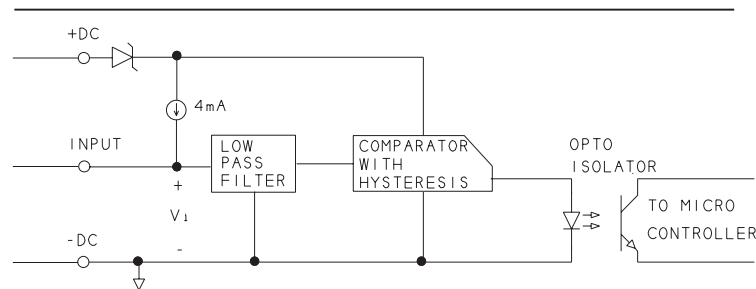 +DC
4mA
INPUT
LOW
PASS
FILTER
COMPARATOR
WITH
HYSTERESIS
OPTO
ISOLATOR
+
V1
-
-DC
TO MICRO
CONTROLLER